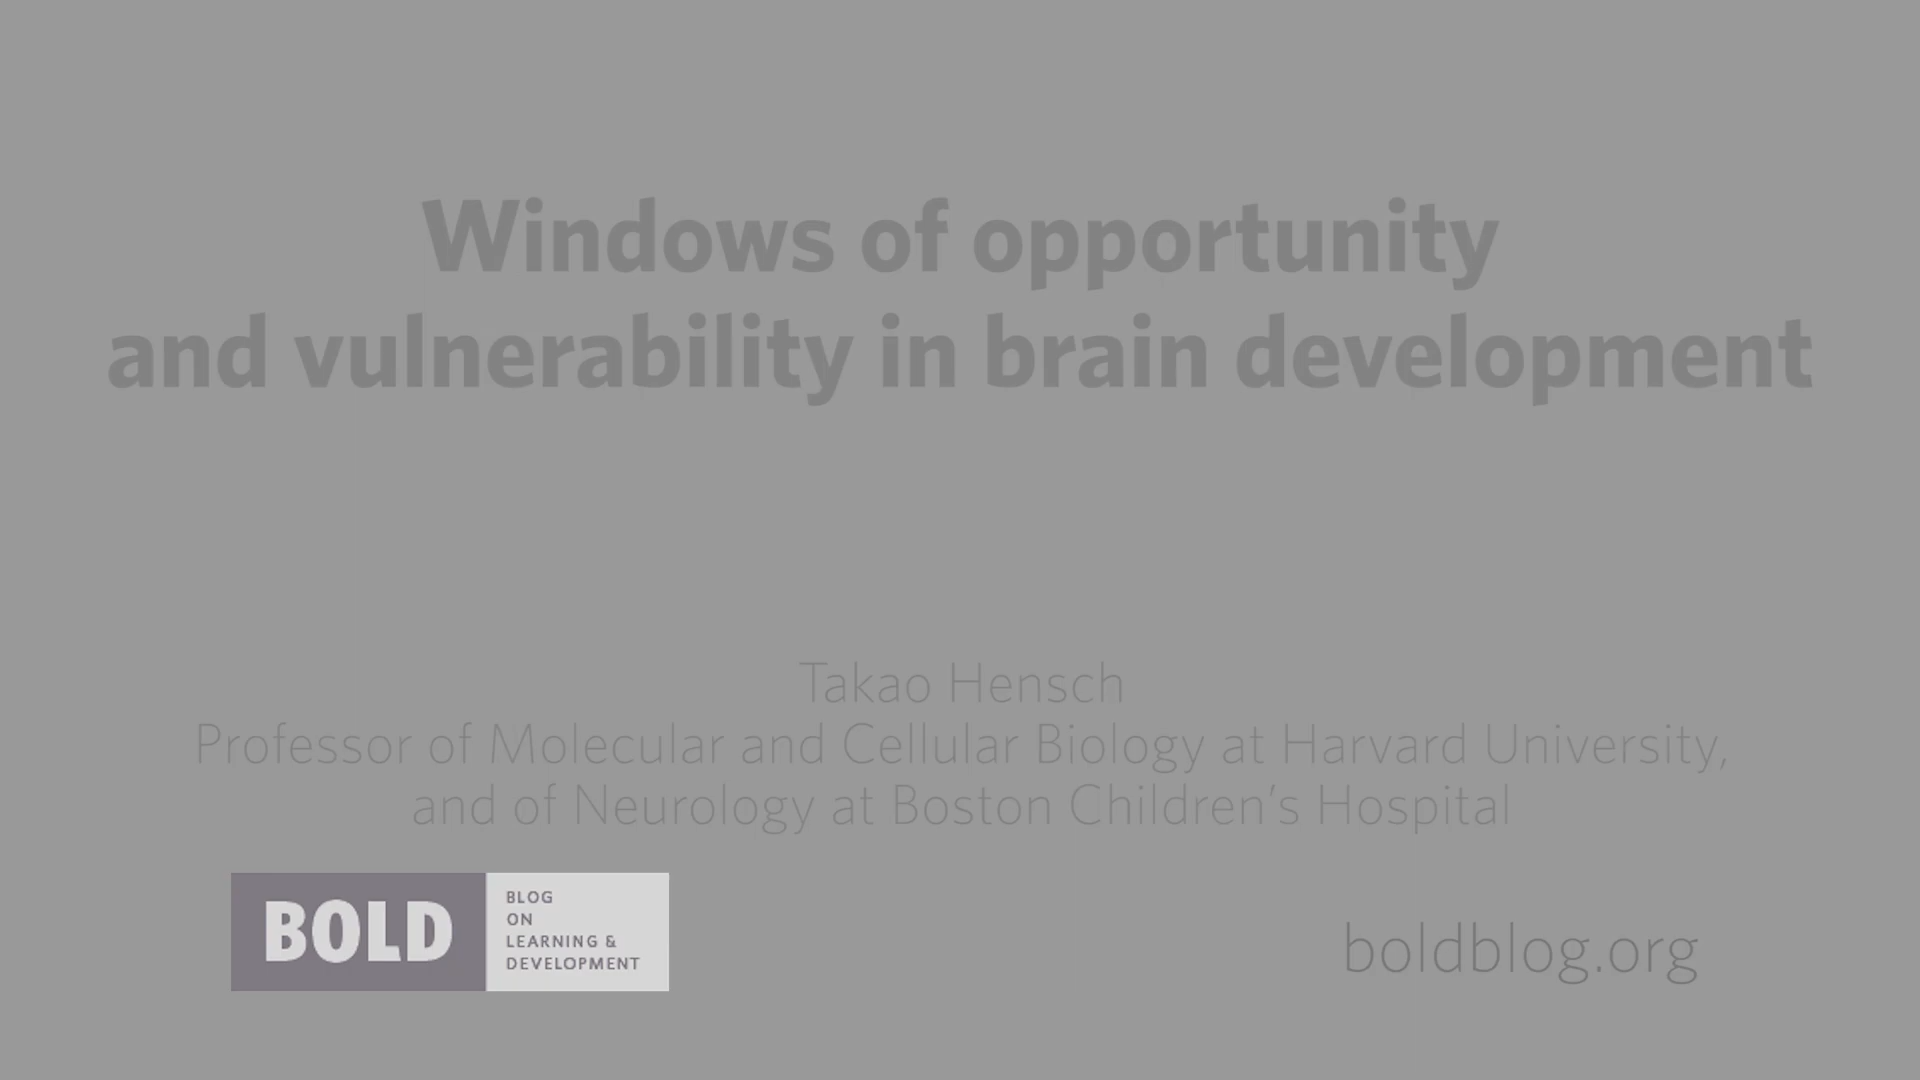 Windows of opportunity
and vulnerability in brain development
Takao Hensch
Professor of Molecular and Cellular Biology at Harvard University,
and of Neurology at Boston Children’s Hospital
BOLD
BLOG
ON
LEARNING &
DEVELOPMENT
boldblog.org